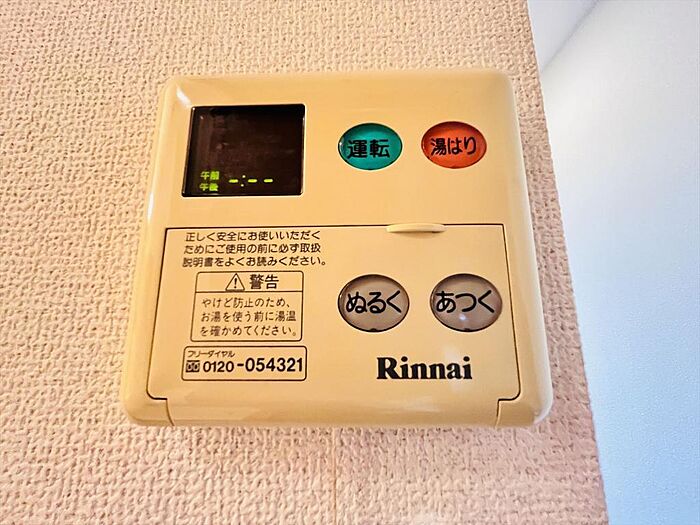 午前
午後 -:--
運転
湯はり
正しく安全にお使いいただく
ためにご使用の前に必ず取扱
説明書をよくお読みください。
警告
やけど防止のため、
お湯を使う前に湯温
を確かめてください。
フリーダイヤル
0120-054321
ぬるく
あつく
Rinnai